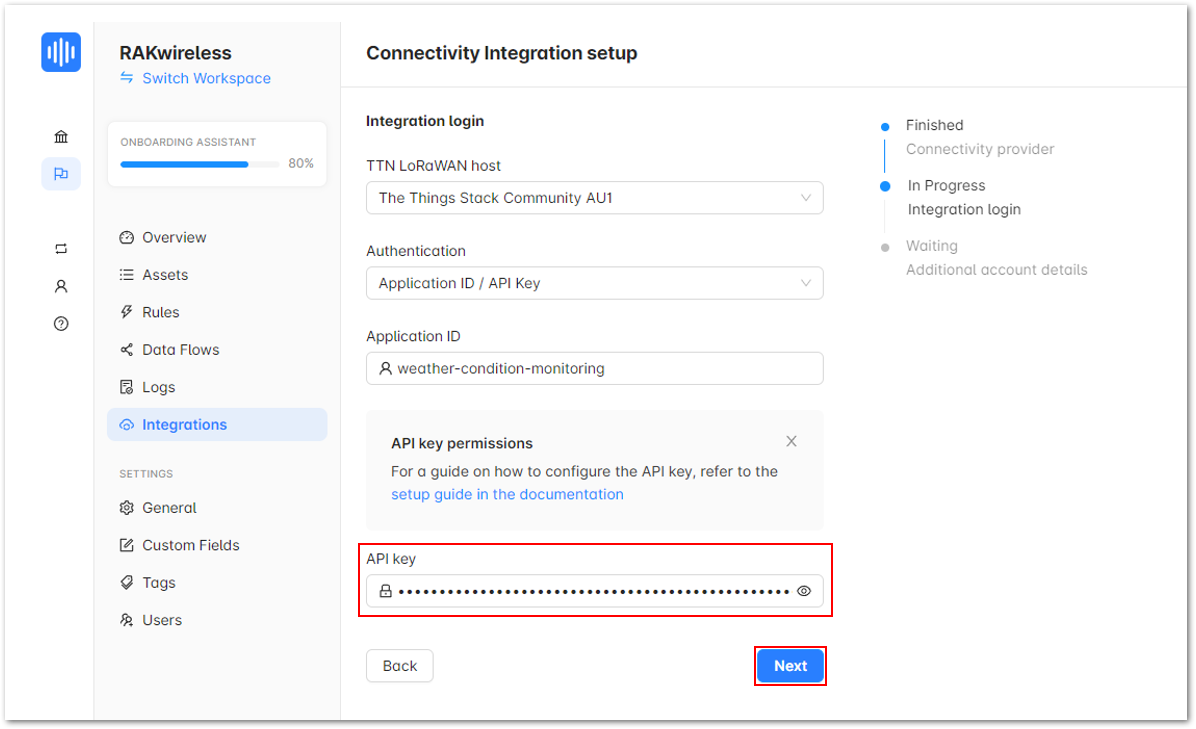 RAKwireless
Switch Workspace
ONBOARDING ASSISTANT
80%
Overview
Assets
Rules
Data Flows
Logs
Integrations
SETTINGS
General
Custom Fields
Tags
Users
Connectivity Integration setup
Integration login
TTN LoRaWAN host
The Things Stack Community AU1
Authentication
Application ID / API Key
Application ID
weather-condition-monitoring
API key permissions
For a guide on how to configure the API key, refer to the
setup guide in the documentation
API key
Back
Next
Finished
Connectivity provider
In Progress
Integration login
Waiting
Additional account details